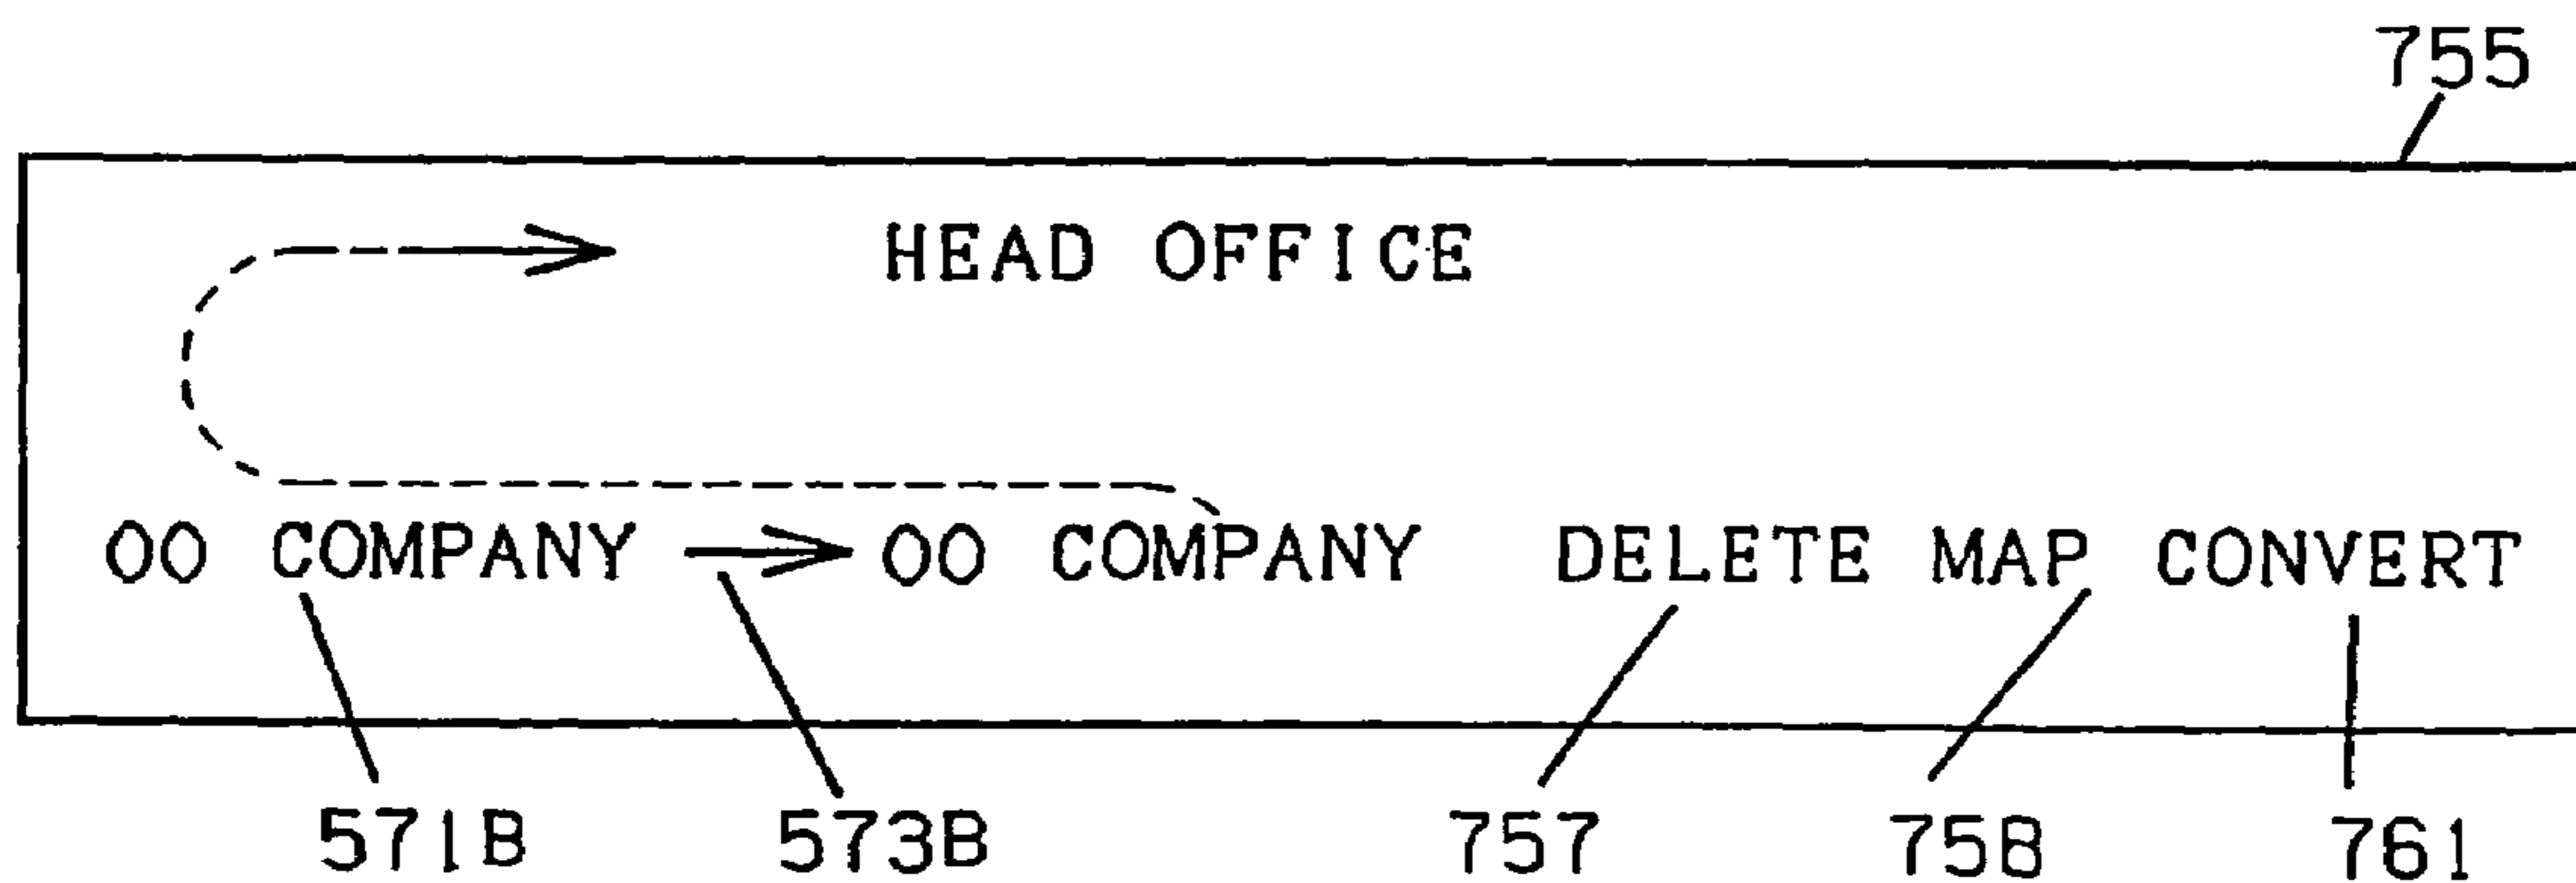 755
HEAD OFFICE
OO COMPANY → OO COMPANY DELETE MAP CONVERT
571B 573B 757 758 761